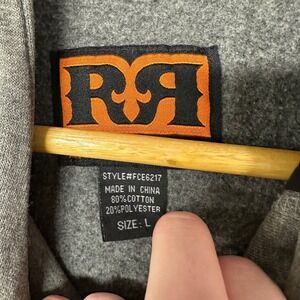 RR
STYLE#FCE6217
MADE IN CHINA
80%COTTON
20%POLYESTER
SIZE: L